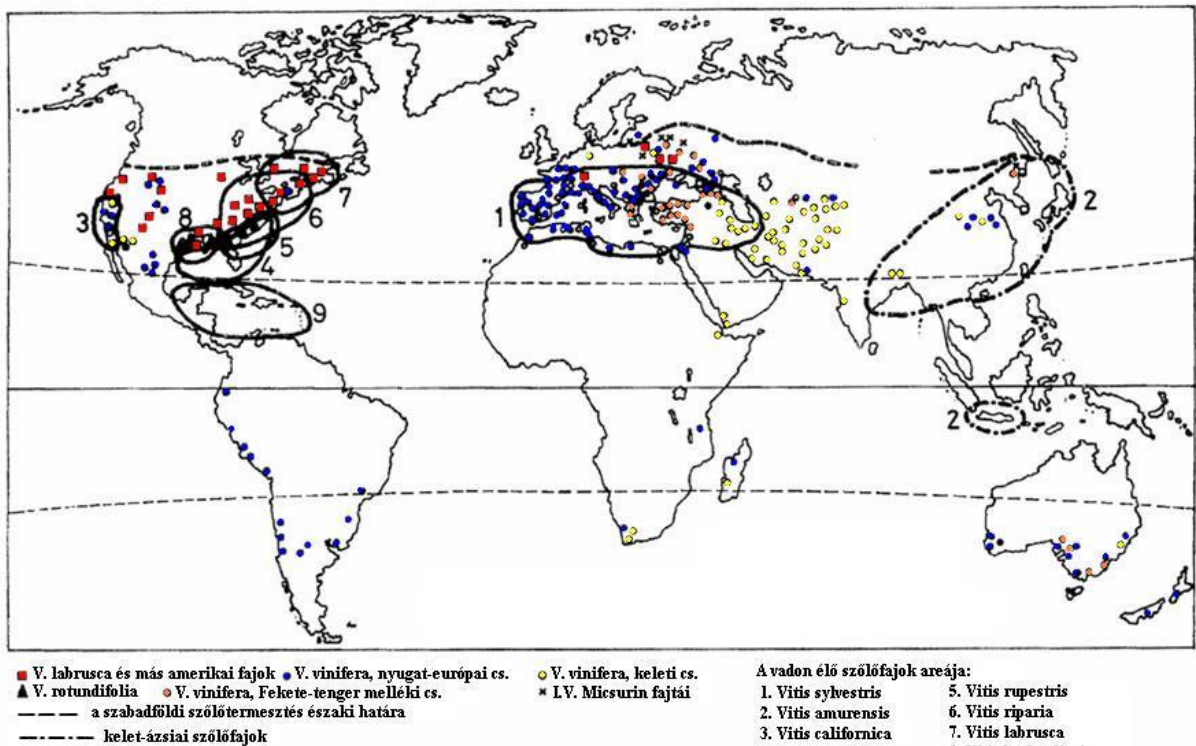 7
3
8
6
5
4
1
2
9
2
V. labrusca és más amerikai fajok
V. vinifera, nyugat-európai cs.
V. vinifera, keleti cs.
V. rotundifolia
V. vinifera, Fekete-tenger melléki cs.
I.V. Micsurin fajtái
a szabadföldi szőlőtermesztés északi határa
kelet-ázsiai szőlőfajok
A vadon élő szőlőfajok areája:
1. Vitis sylvestris
2. Vitis amurensis
3. Vitis californica
5. Vitis rupestris
6. Vitis riparia
7. Vitis labrusca